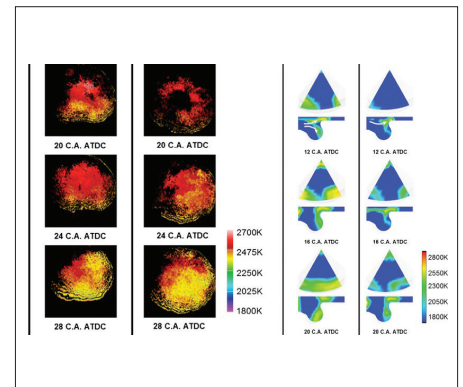 20 C.A. ATDC
20 C.A. ATDC
24 C.A. ATDC
24 C.A. ATDC
28 C.A. ATDC
28 C.A. ATDC
2700K
2475K
2250K
2025K
1800K
12 C.A. ATDC
12 C.A. ATDC
16 C.A. ATDC
16 C.A. ATDC
20 C.A. ATDC
20 C.A. ATDC
2800K
2550K
2300K
2050K
1800K